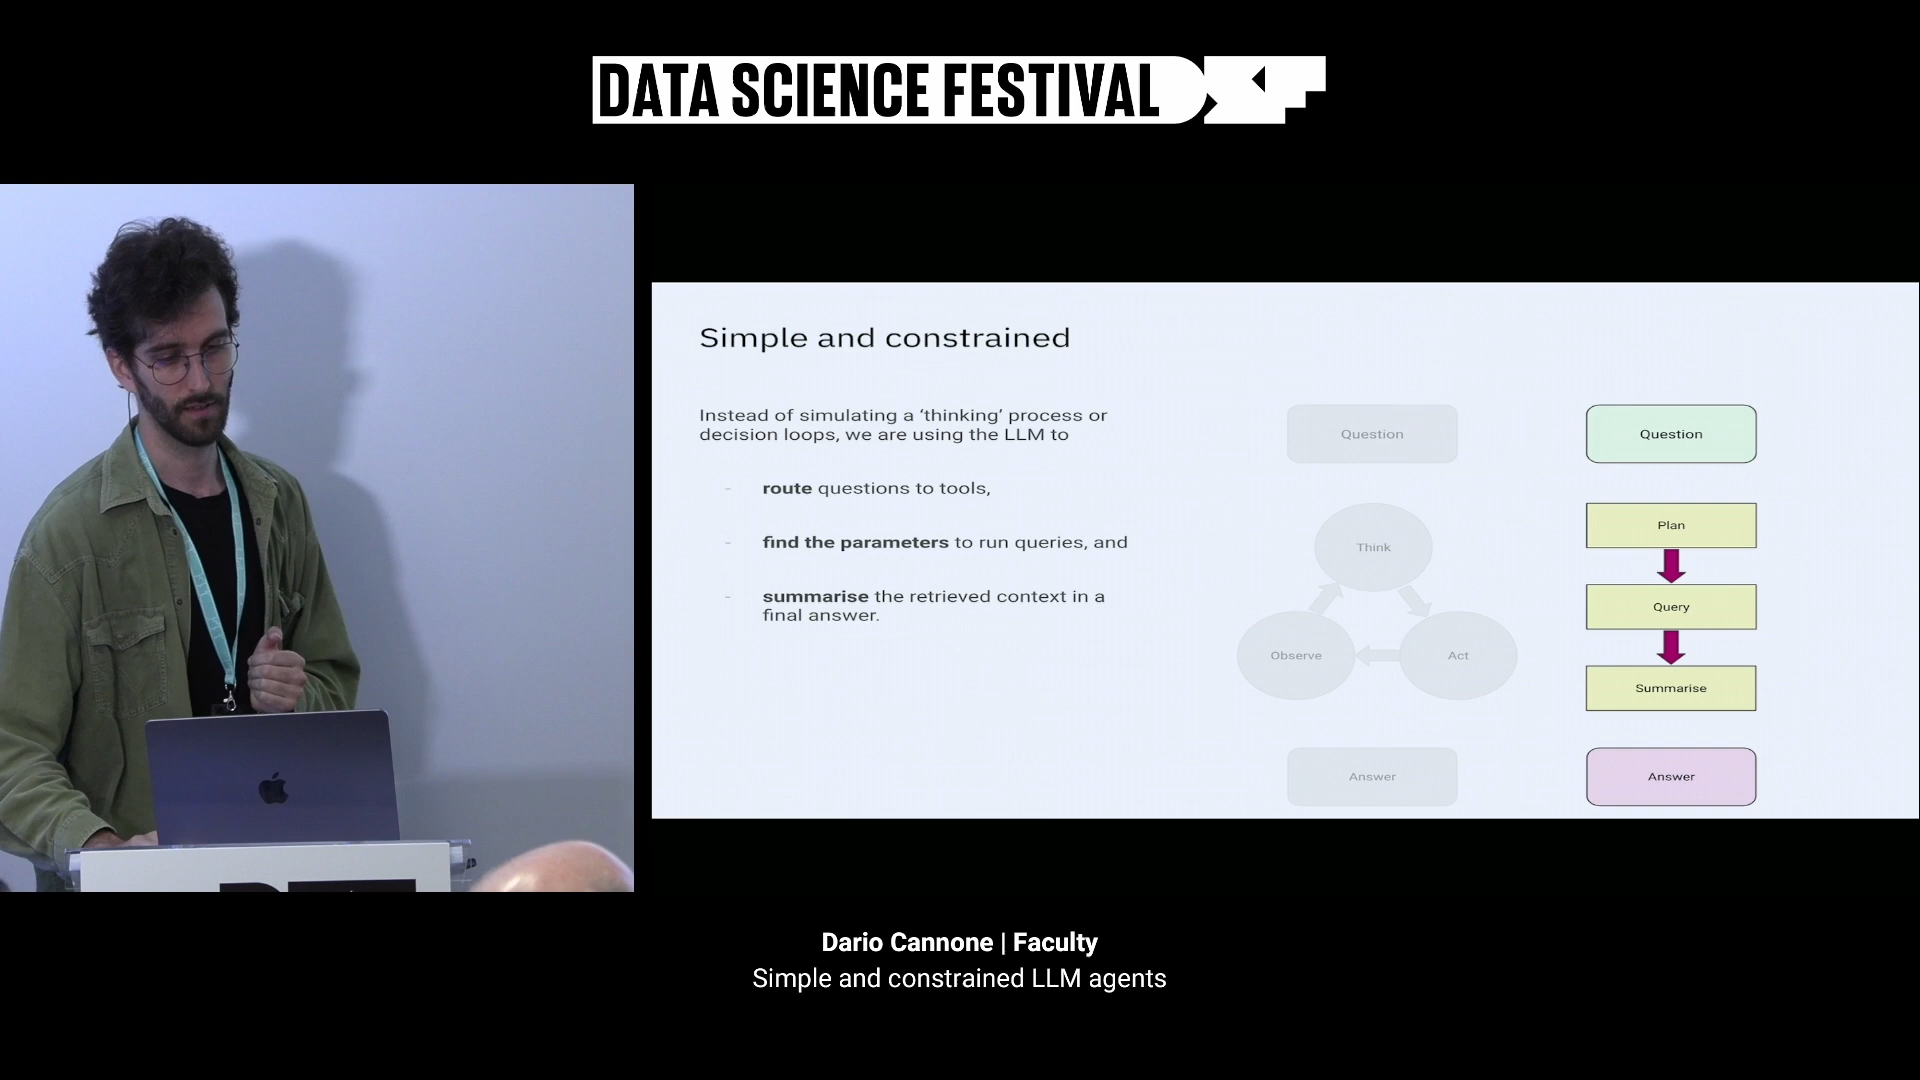 DATA SCIENCE FESTIVAL
Simple and constrained
Instead of simulating a ‘thinking’ process or
decision loops, we are using the LLM to
- route questions to tools,
- find the parameters to run queries, and
- summarise the retrieved context in a
final answer.
Question
Think
Observe
Act
Answer
Question
Plan
Query
Summarise
Answer
Dario Cannone | Faculty
Simple and constrained LLM agents